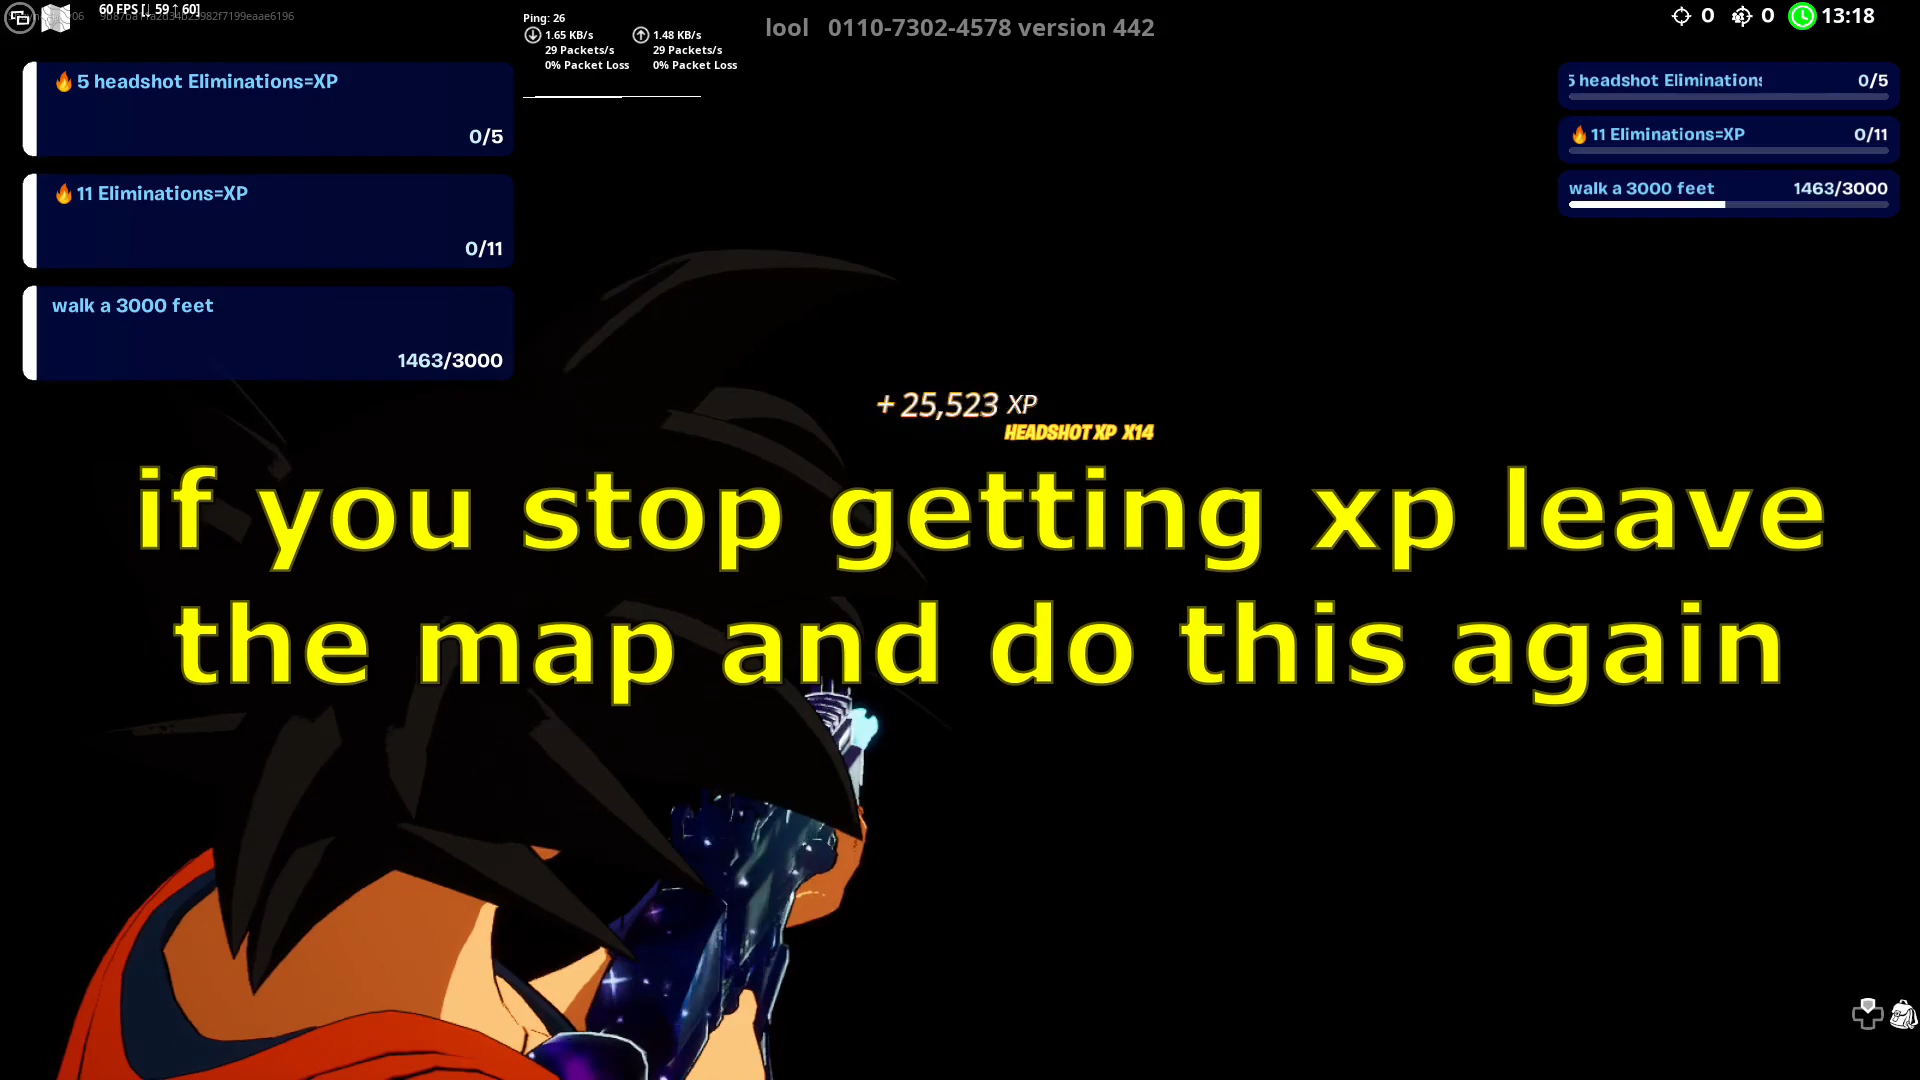 60 FPS [↓ 59 ↑ 60]
Ping: 26
1.65 KB/s
1.48 KB/s
29 Packets/s
29 Packets/s
0% Packet Loss
0% Packet Loss
lool 0110-7302-4578 version 442
0
0
13:18
🔥5 headshot Eliminations=XP
0/5
🔥11 Eliminations=XP
0/11
walk a 3000 feet
1463/3000
5 headshot Eliminations
0/5
🔥11 Eliminations=XP
0/11
walk a 3000 feet
1463/3000
+ 25,523 XP
HEADSHOT XP X14
if you stop getting xp leave
the map and do this again